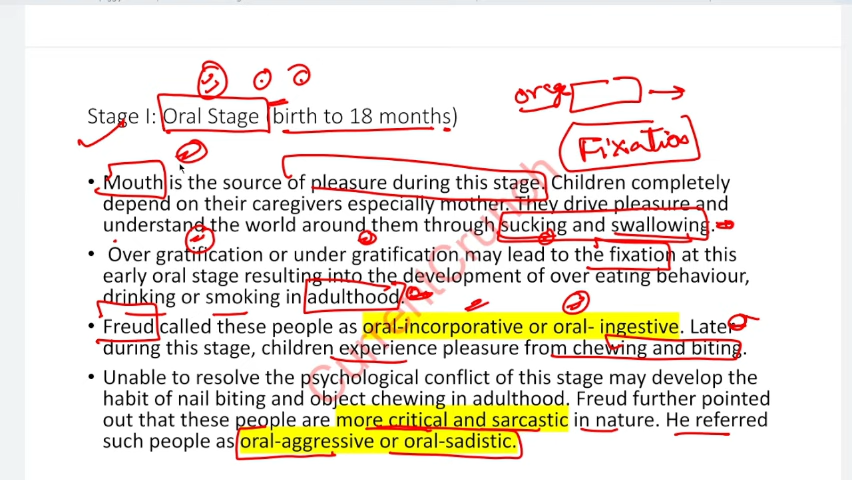 Stage I: Oral Stage (birth to 18 months)
oreg
Fixation
• Mouth is the source of pleasure during this stage. Children completely
depend on their caregivers especially mother. They drive pleasure and
understand the world around them through sucking and swallowing.
• Over gratification or under gratification may lead to the fixation at this
early oral stage resulting into the development of over eating behaviour,
drinking or smoking in adulthood.
• Freud called these people as oral-incorporative or oral- ingestive. Later
during this stage, children experience pleasure from chewing and biting.
• Unable to resolve the psychological conflict of this stage may develop the
habit of nail biting and object chewing in adulthood. Freud further pointed
out that these people are more critical and sarcastic in nature. He referred
such people as oral-aggressive or oral-sadistic.
CurrentCrunch